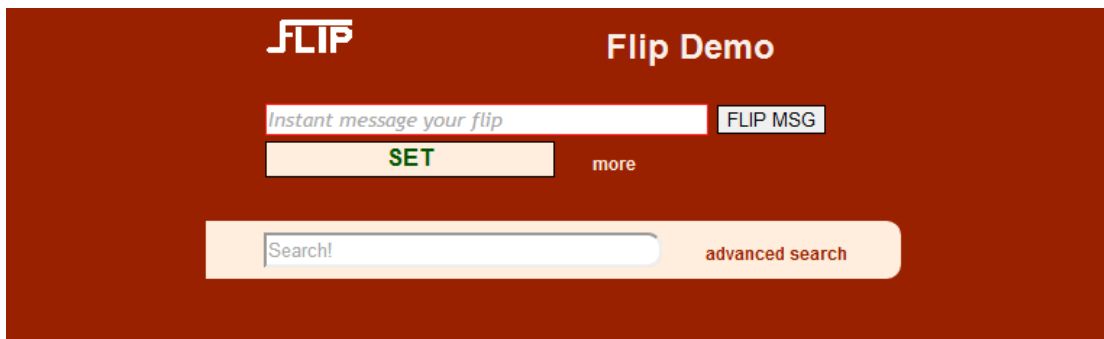 FLIP
Flip Demo
Instant message your flip
FLIP MSG
SET
more
Search!
advanced search